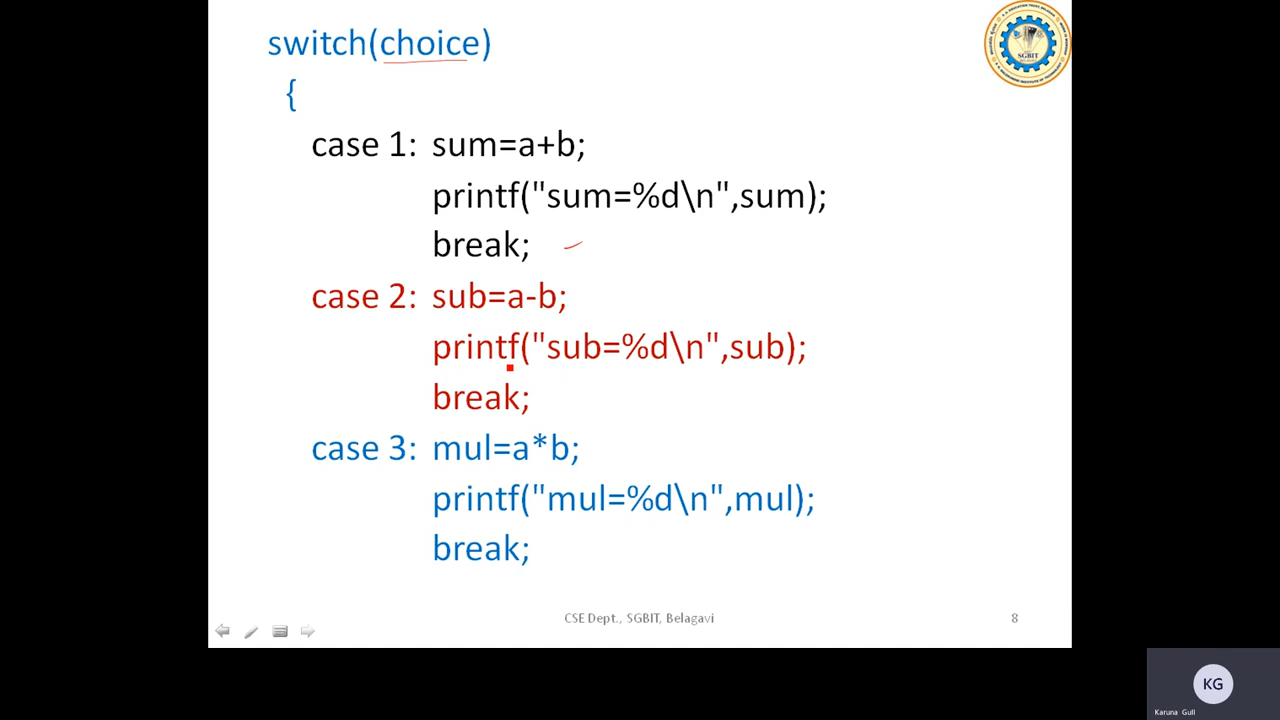 switch(choice)
{
case 1: sum=a+b;
printf("sum=%d\n",sum);
break;
case 2: sub=a-b;
printf("sub=%d\n",sub);
break;
case 3: mul=a*b;
printf("mul=%d\n",mul);
break;
CSE Dept., SGBIT, Belagavi
8
SGBIT
KG
Karuna Gull